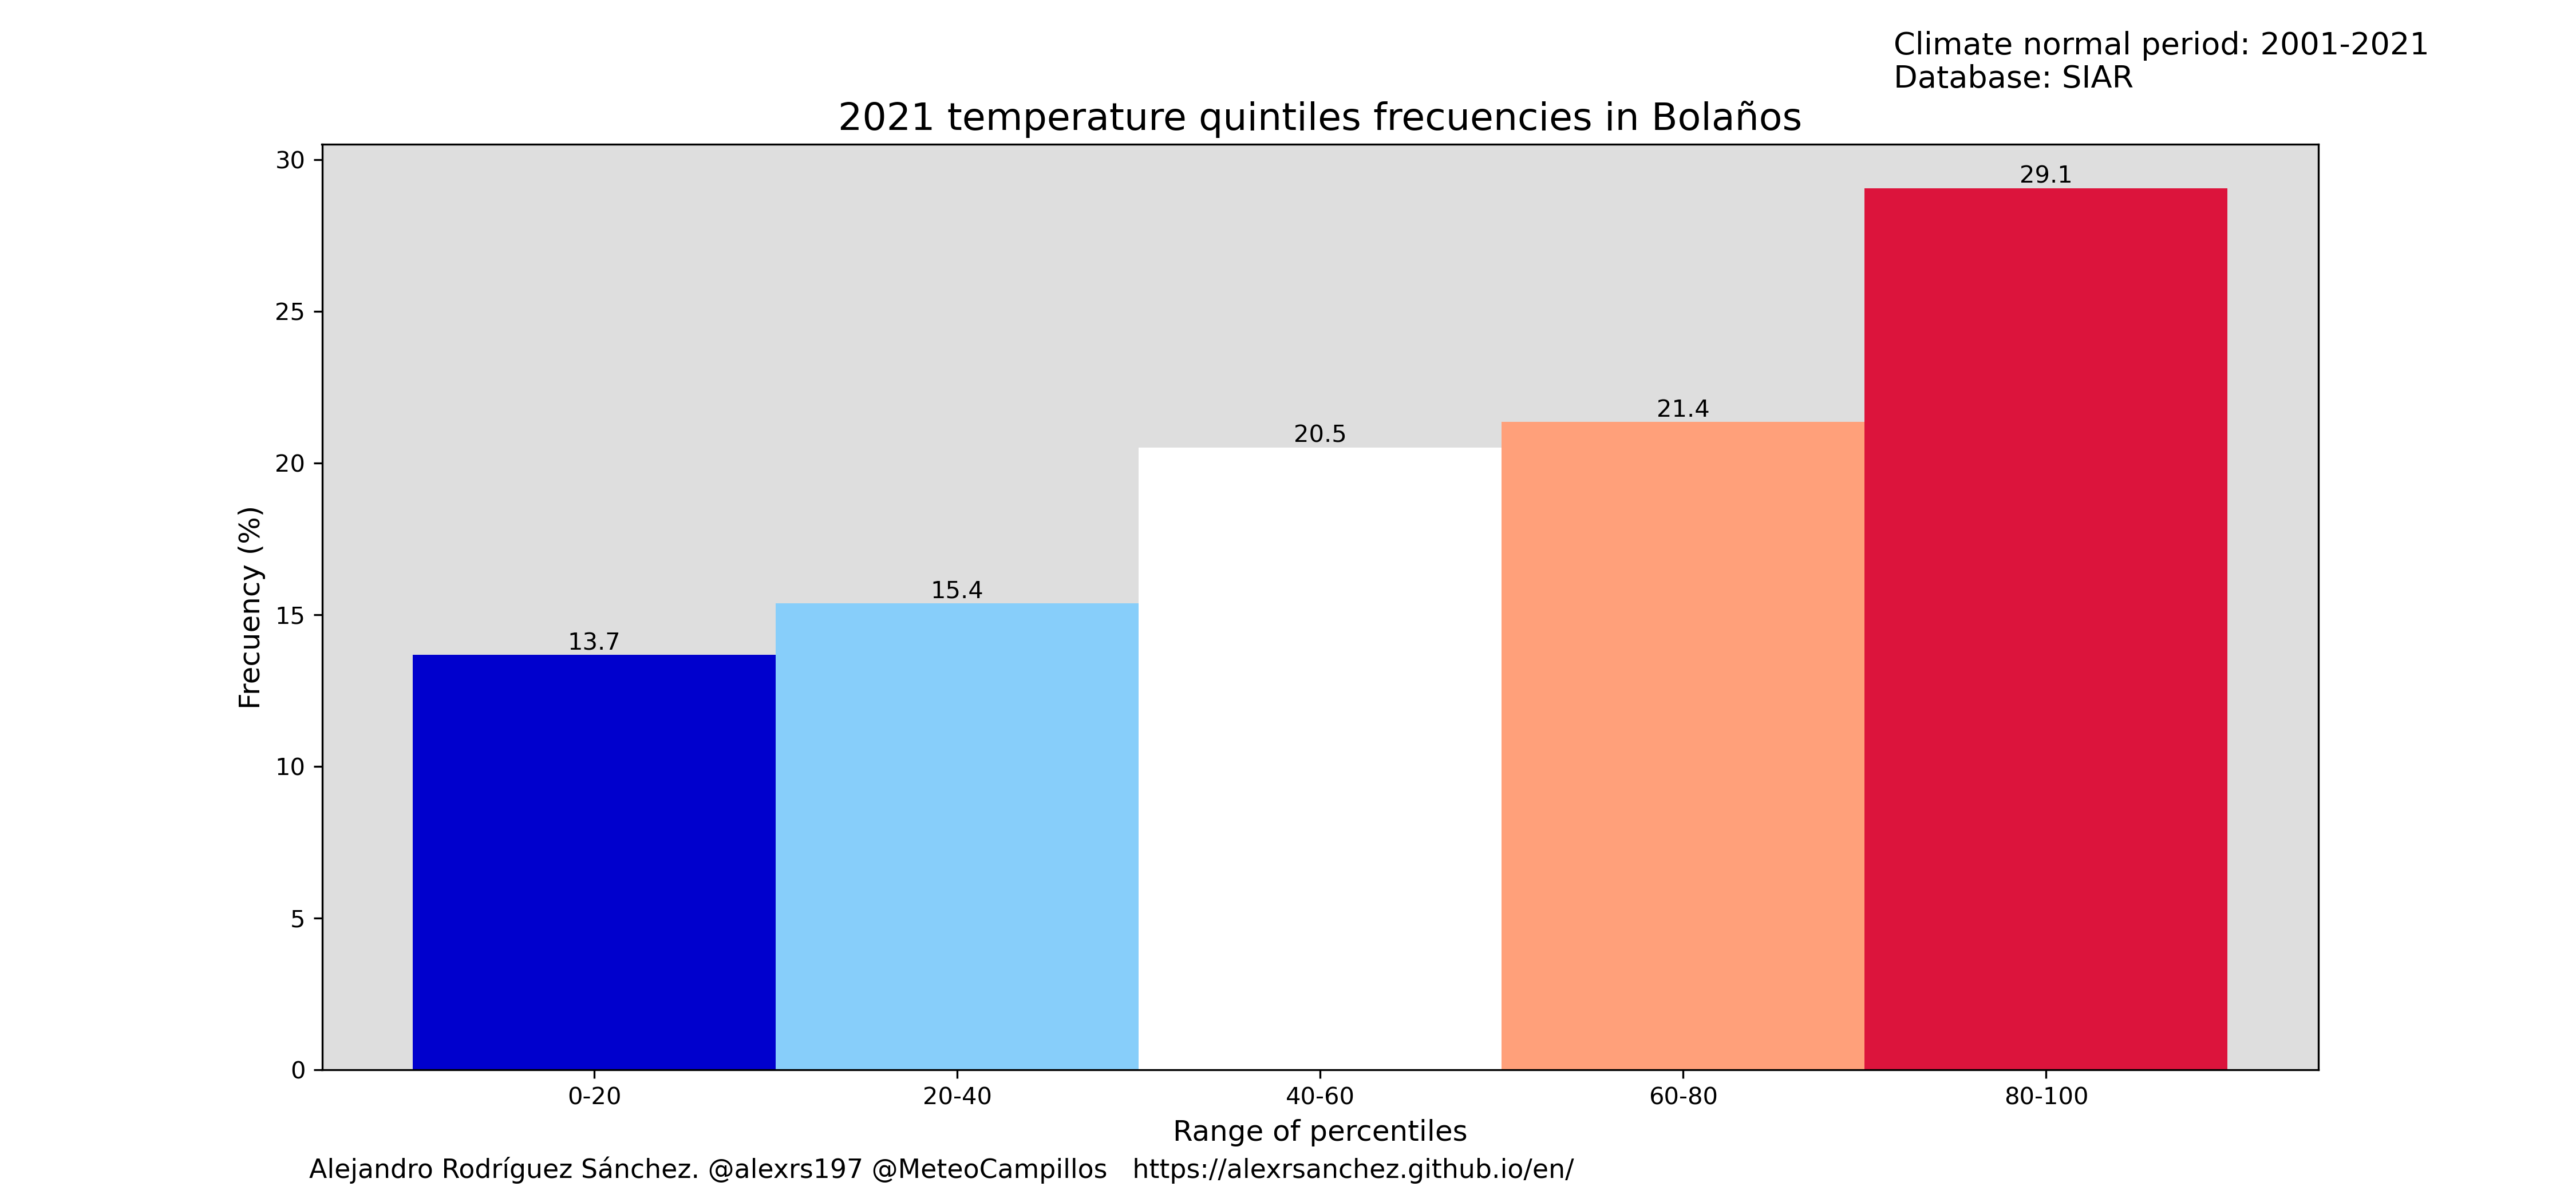 Climate normal period: 2001-2021
Database: SIAR
2021 temperature quintiles frecuencies in Bolaños
30
25
20
15
10
5
0
Frecuency (%)
13.7
15.4
20.5
21.4
29.1
0-20
20-40
40-60
60-80
80-100
Range of percentiles
Alejandro Rodríguez Sánchez. @alexrs197 @MeteoCampillos   https://alexrsanchez.github.io/en/